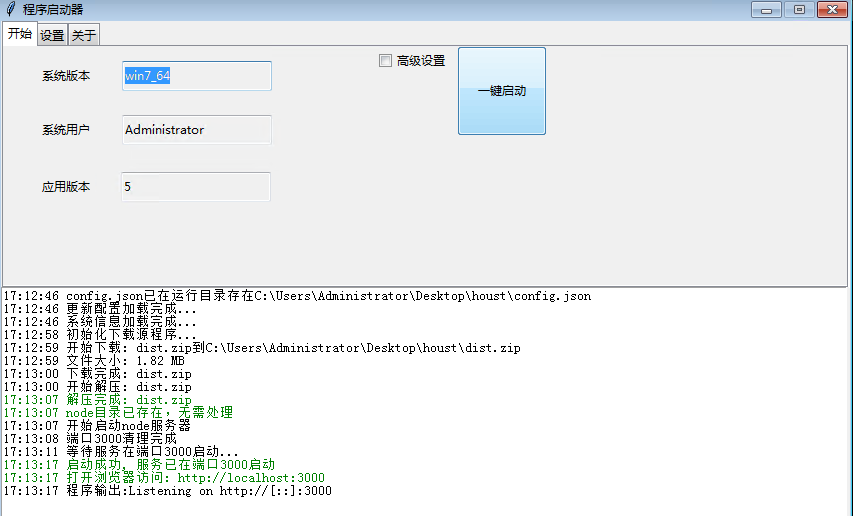 程序启动器
开始 设置 关于
系统版本 win7_64
高级设置
一键启动
系统用户 Administrator
应用版本 5
17:12:46 config.json已在运行目录存在C:\Users\Administrator\Desktop\houst\config.json
17:12:46 更新配置加载完成...
17:12:46 系统信息加载完成...
17:12:58 初始化下载源程序...
17:12:59 开始下载: dist.zip到C:\Users\Administrator\Desktop\houst\dist.zip
17:12:59 文件大小: 1.82 MB
17:13:00 下载完成: dist.zip
17:13:00 开始解压: dist.zip
17:13:07 解压完成: dist.zip
17:13:07 node目录已存在，无需处理
17:13:07 开始启动node服务器
17:13:08 端口3000清理完成
17:13:11 等待服务在端口3000启动...
17:13:17 启动成功, 服务已在端口3000启动
17:13:17 打开浏览器访问: http://localhost:3000
17:13:17 程序输出:Listening on http://[::]:3000